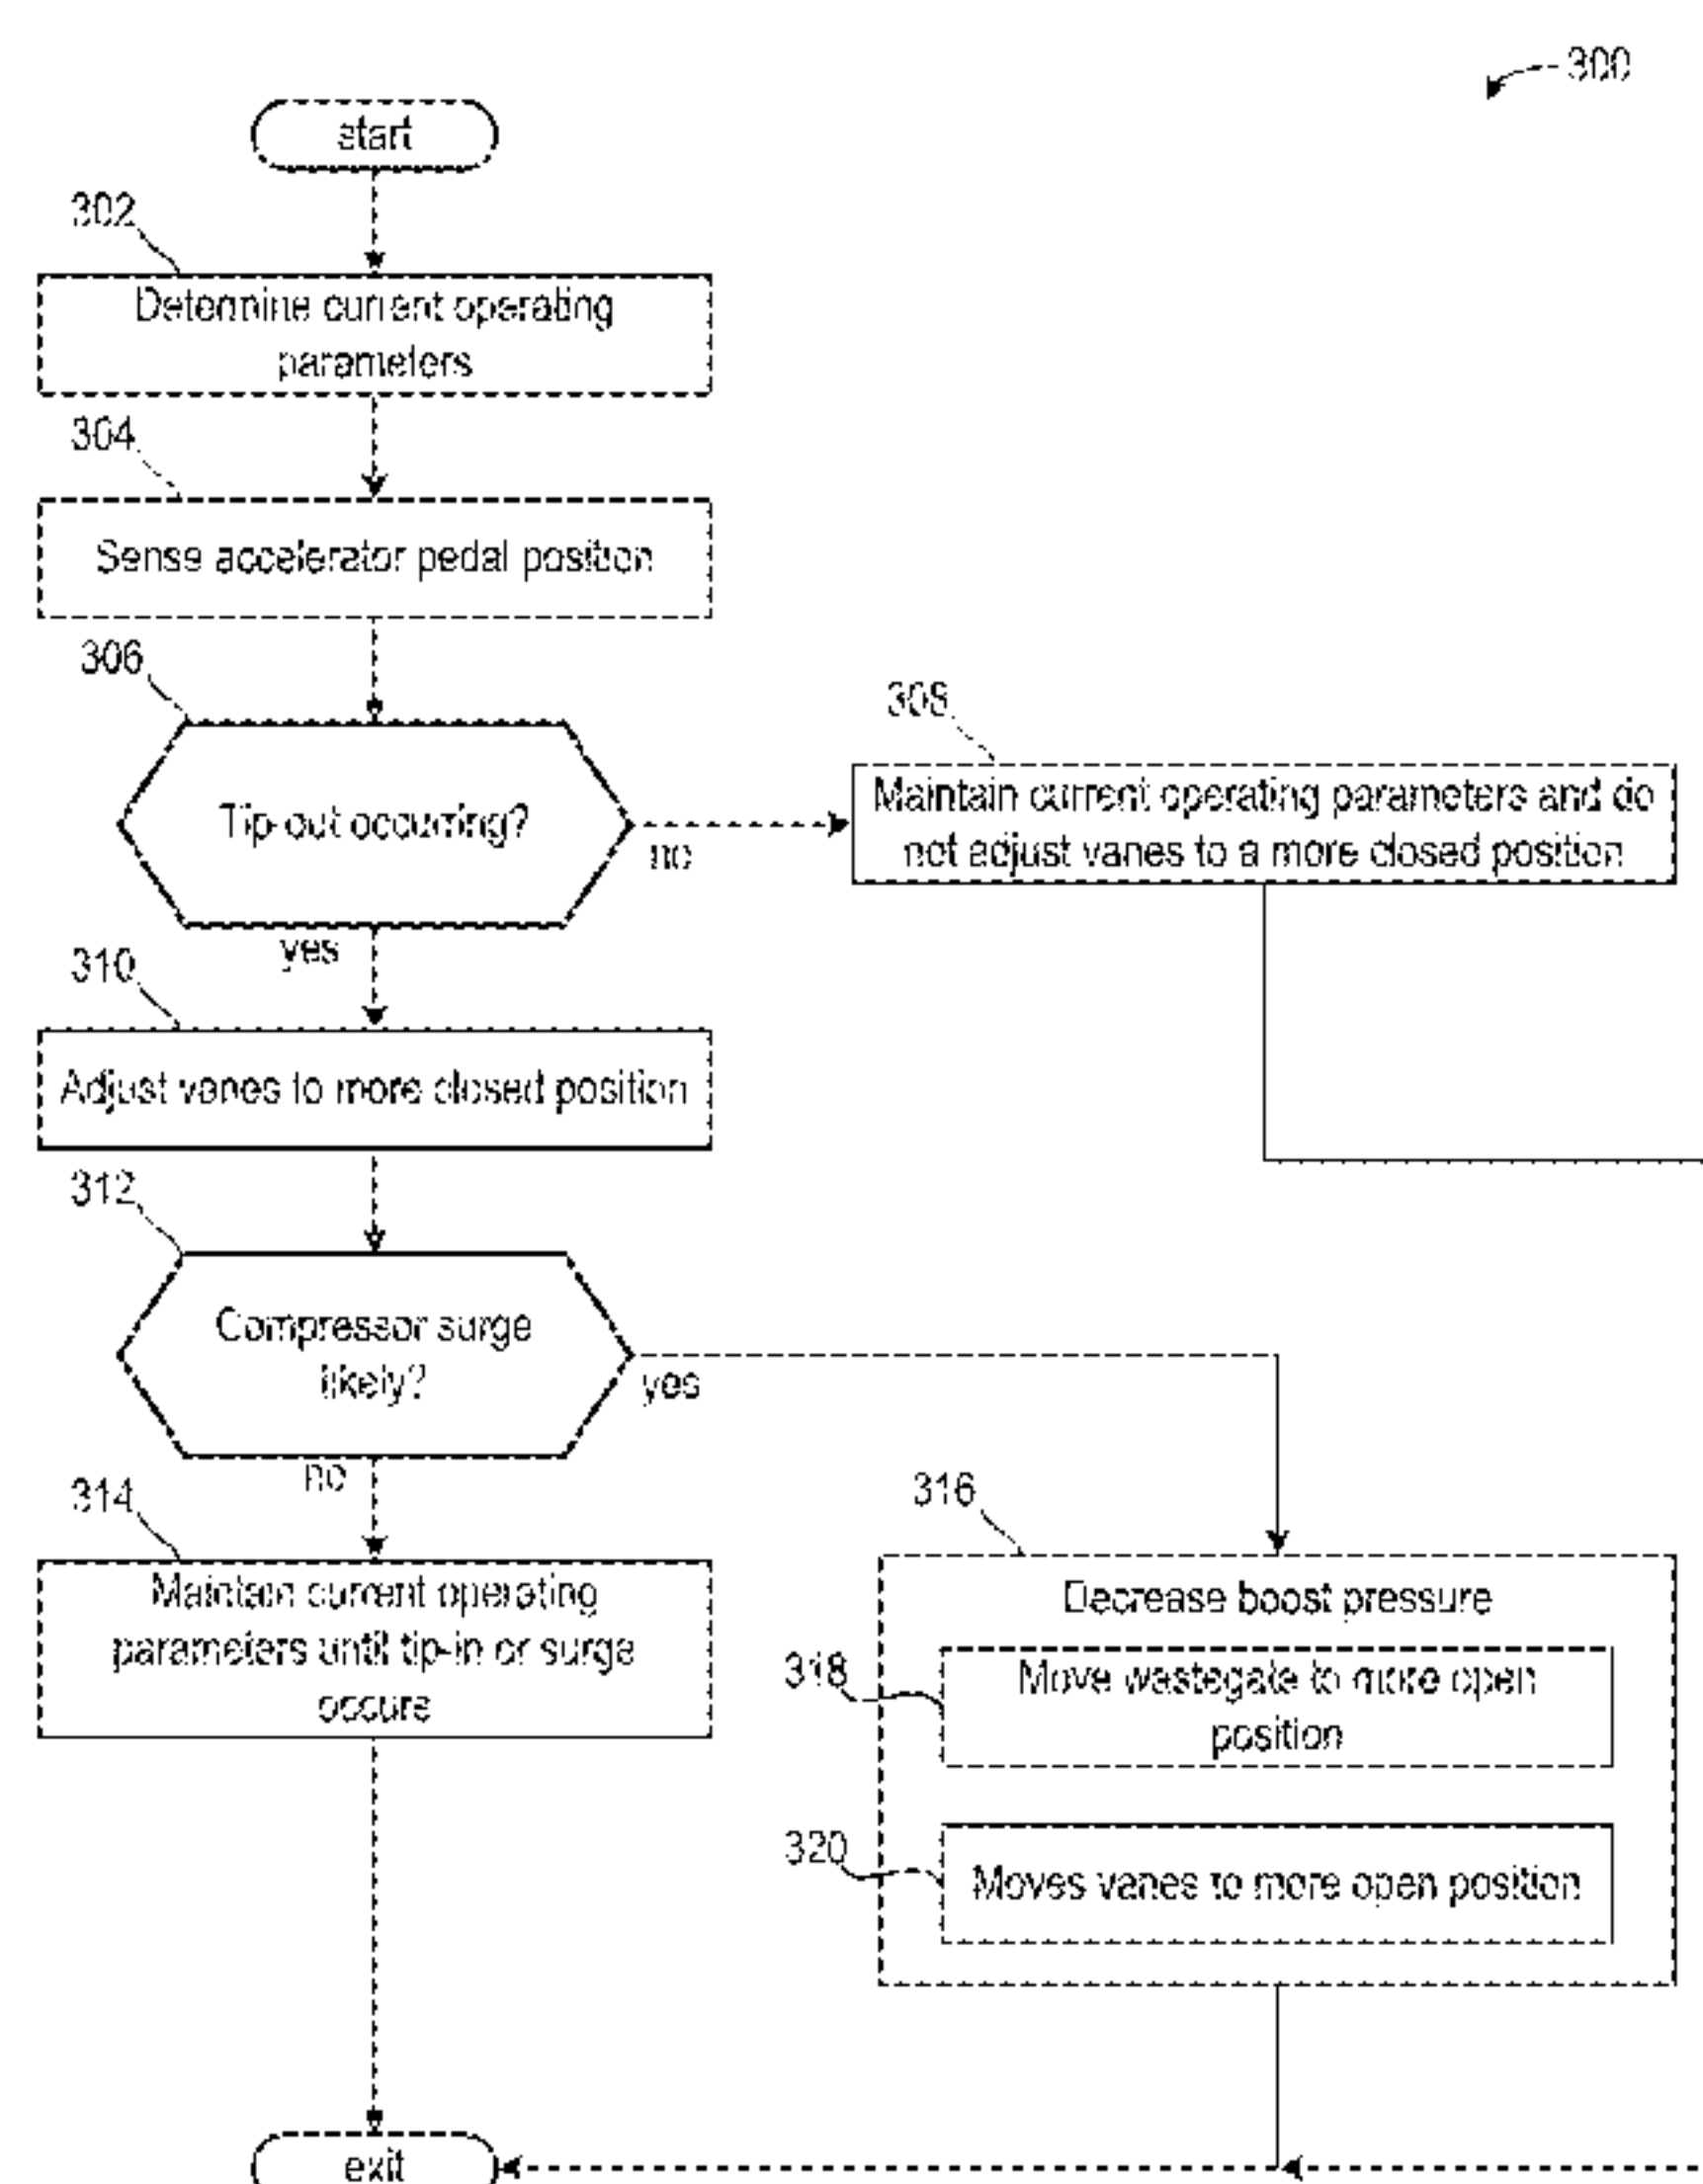 300
start
302
Determine current operating
parameters
304
Sense accelerator pedal position
306
Tip-out occurring?
no
308
Maintain current operating parameters and do
not adjust vanes to a more closed position
yes
310
Adjust vanes to more closed position
312
Compressor surge
likely?
yes
no
314
Maintain current operating
parameters until tip-in or surge
occurs
316
Decrease boost pressure
318
Move wastegate to more open
position
320
Moves vanes to more open position
exit